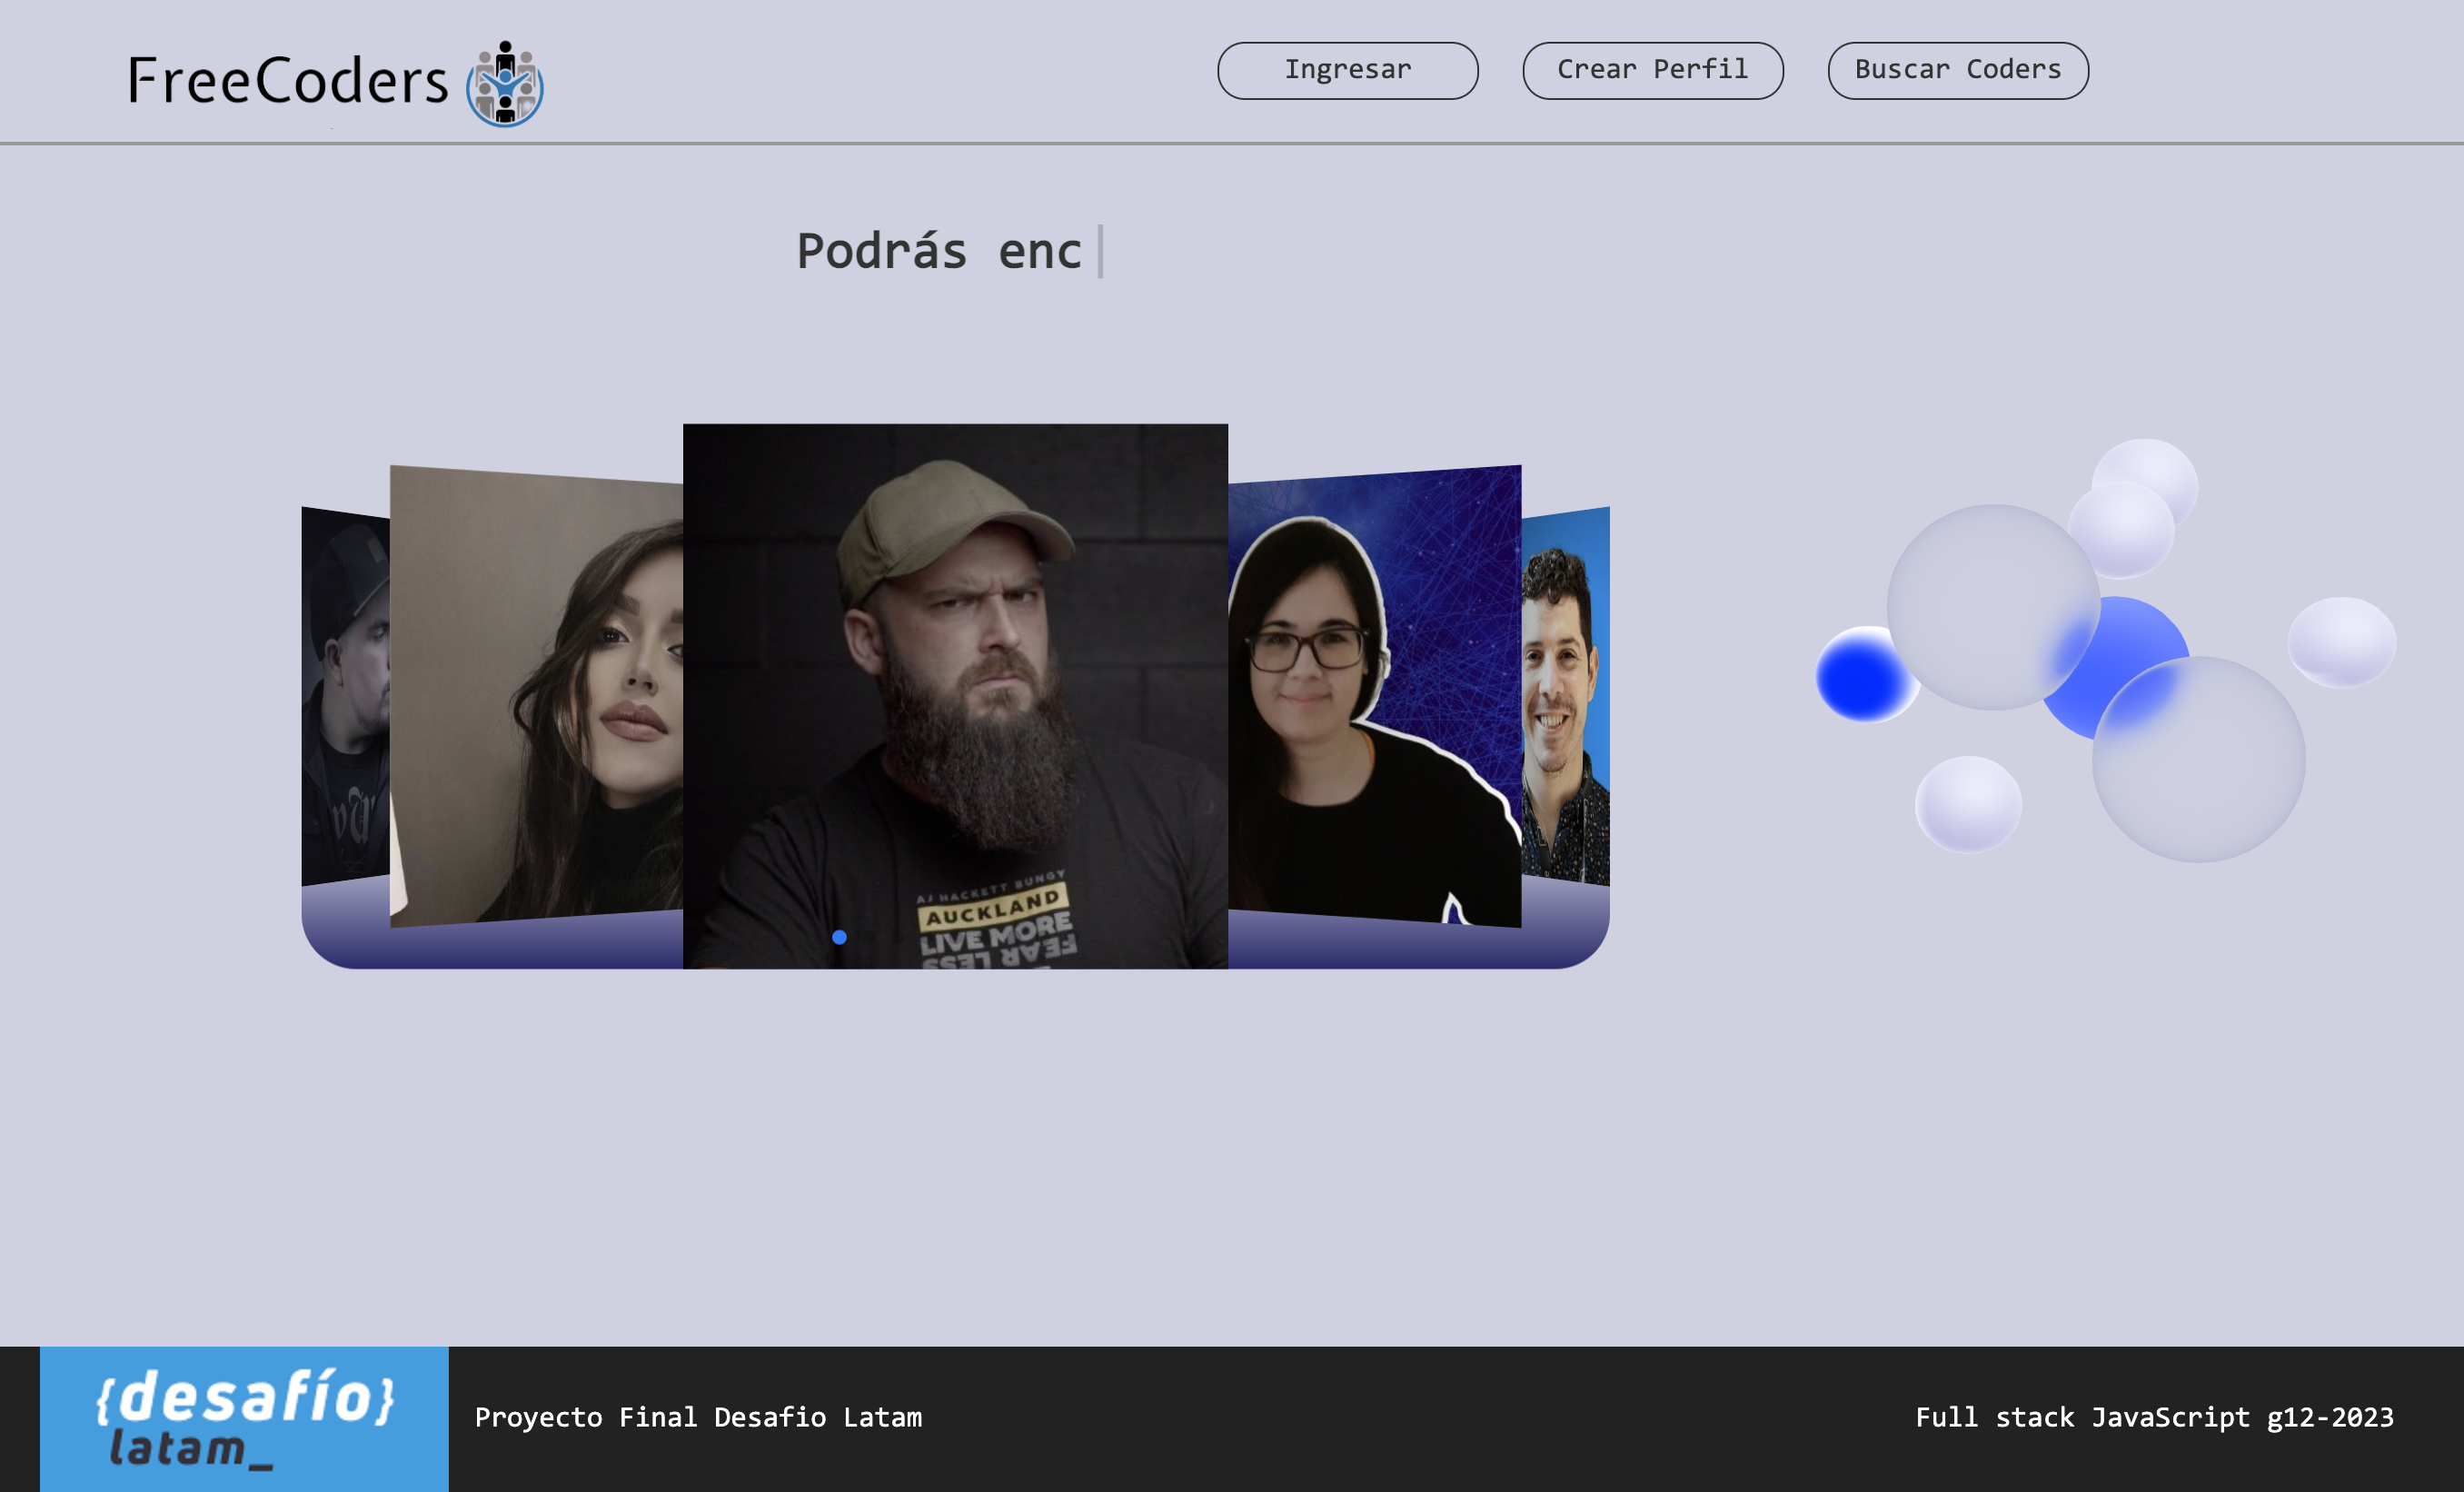 FreeCoders
Ingresar
Crear Perfil
Buscar Coders
Podrás enc
AJ HACKETT BUNGY
AUCKLAND
LIVE MORE
FEAR LESS
{desafío}
latam_
Proyecto Final Desafio Latam
Full stack JavaScript g12-2023